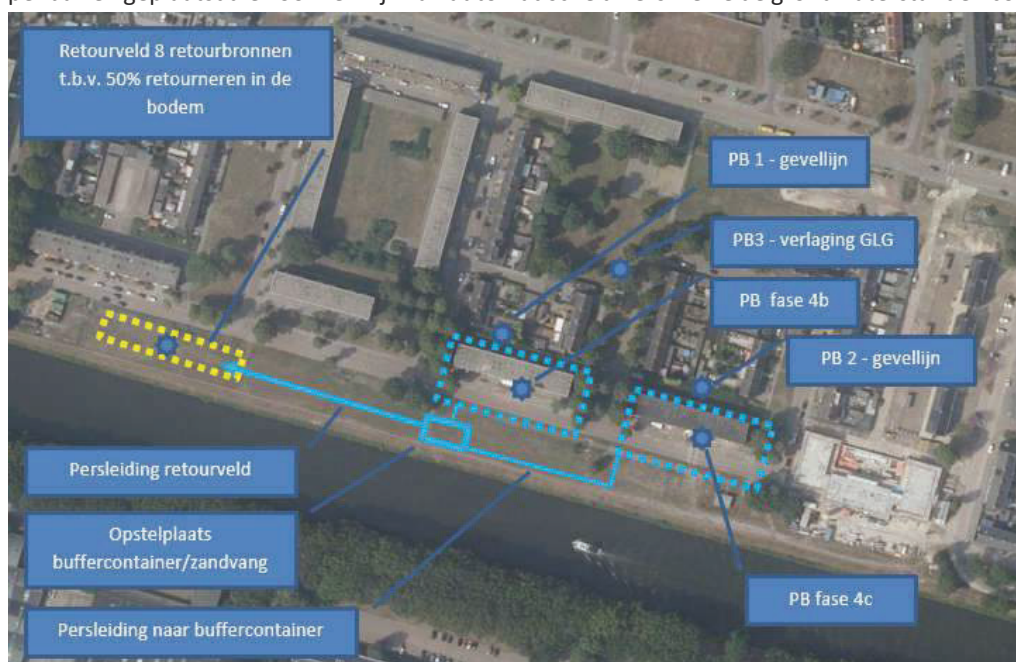 Retourveld 8 retourbronnen
t.b.v. 50% retourneren in de
bodem
PB 1 - gevellijn
PB3 - verlaging GLG
PB  fase 4b
PB 2 - gevellijn
Persleiding retourveld
Opstelplaats
buffercontainer/zandvang
Persleiding naar buffercontainer
PB fase 4c